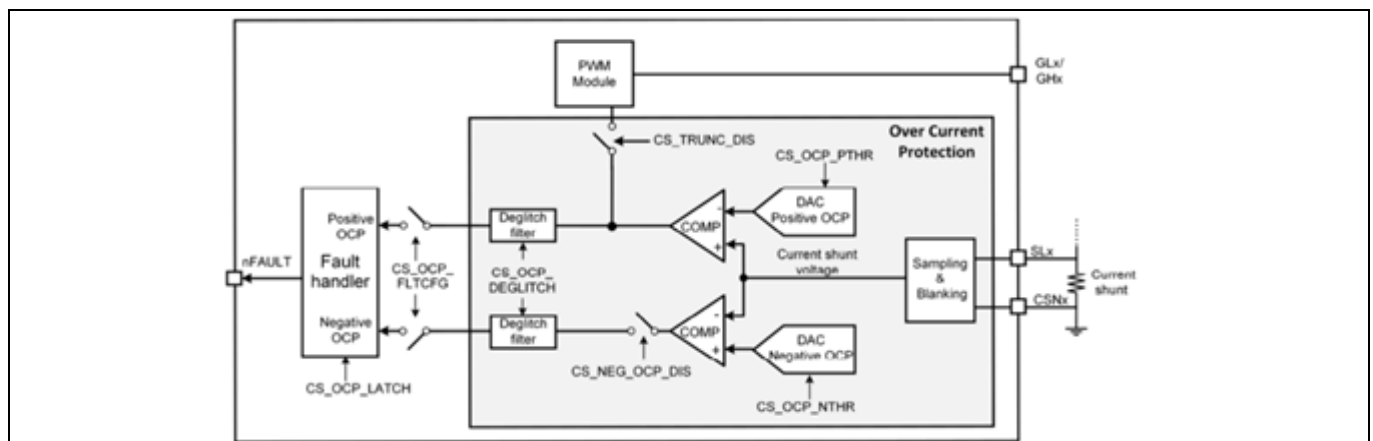 PWM
Module
GLx/
GHx
Over Current
Protection
CS_TRUNC_DIS
CS_OCP_PTHR
DAC
Positive OCP
Positive
OCP
Deglitch
filter
COMP
-
+
Current shunt
voltage
Sampling
&
Blanking
SLx
Current
shunt
CSNx
nFAULT
Fault
handler
CS_OCP_
FLTCFG
CS_OCP_
DEGLITCH
Negative
OCP
Deglitch
filter
COMP
-
+
DAC
Negative OCP
CS_NEG_OCP_DIS
CS_OCP_LATCH
CS_OCP_NTHR